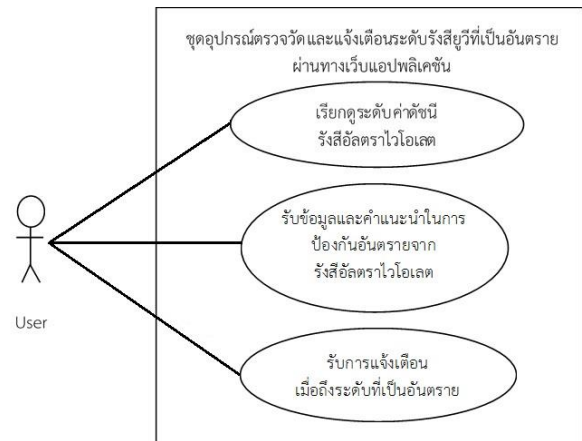 ชุดอุปกรณ์ตรวจวัดและแจ้งเตือนระดับรังสียูวีที่เป็นอันตราย
ผ่านทางเว็บแอปพลิเคชัน
เรียกดูระดับค่าดัชนี
รังสีอัลตราไวโอเลต
รับข้อมูลและคำแนะนำในการ
ป้องกันอันตรายจาก
รังสีอัลตราไวโอเลต
User
รับการแจ้งเตือน
เมื่อถึงระดับที่เป็นอันตราย